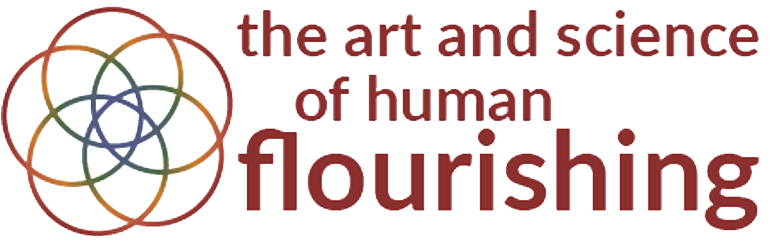 the art and science
of human
flourishing